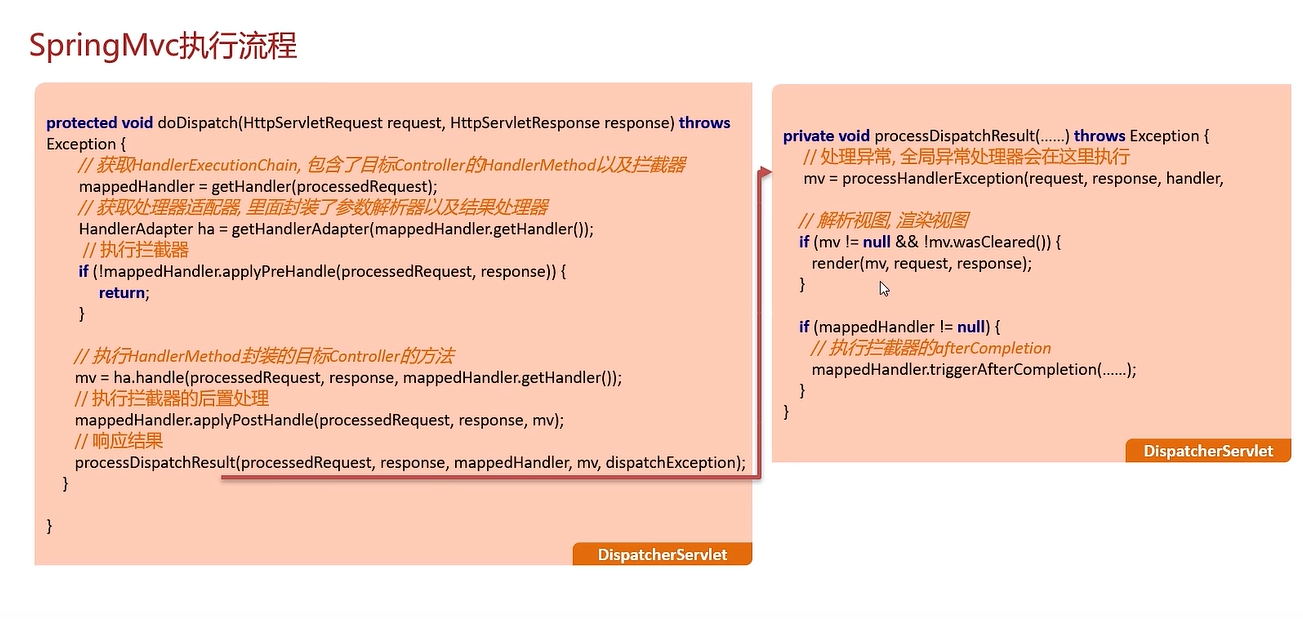 SpringMvc执行流程
protected void doDispatch(HttpServletRequest request, HttpServletResponse response) throws
Exception {
// 获取HandlerExecutionChain, 包含了目标Controller的HandlerMethod以及拦截器
mappedHandler = getHandler(processedRequest);
// 获取处理器适配器, 里面封装了参数解析器以及结果处理器
HandlerAdapter ha = getHandlerAdapter(mappedHandler.getHandler());
// 执行拦截器
if (!mappedHandler.applyPreHandle(processedRequest, response)) {
return;
}
// 执行HandlerMethod封装的目标Controller的方法
mv = ha.handle(processedRequest, response, mappedHandler.getHandler());
// 执行拦截器的后置处理
mappedHandler.applyPostHandle(processedRequest, response, mv);
// 响应结果
processDispatchResult(processedRequest, response, mappedHandler, mv, dispatchException);
}
}
DispatcherServlet
private void processDispatchResult(……) throws Exception {
// 处理异常, 全局异常处理器会在这里执行
mv = processHandlerException(request, response, handler,
// 解析视图, 渲染视图
if (mv != null && !mv.wasCleared()) {
render(mv, request, response);
}
if (mappedHandler != null) {
// 执行拦截器的afterCompletion
mappedHandler.triggerAfterCompletion(……);
}
}
DispatcherServlet